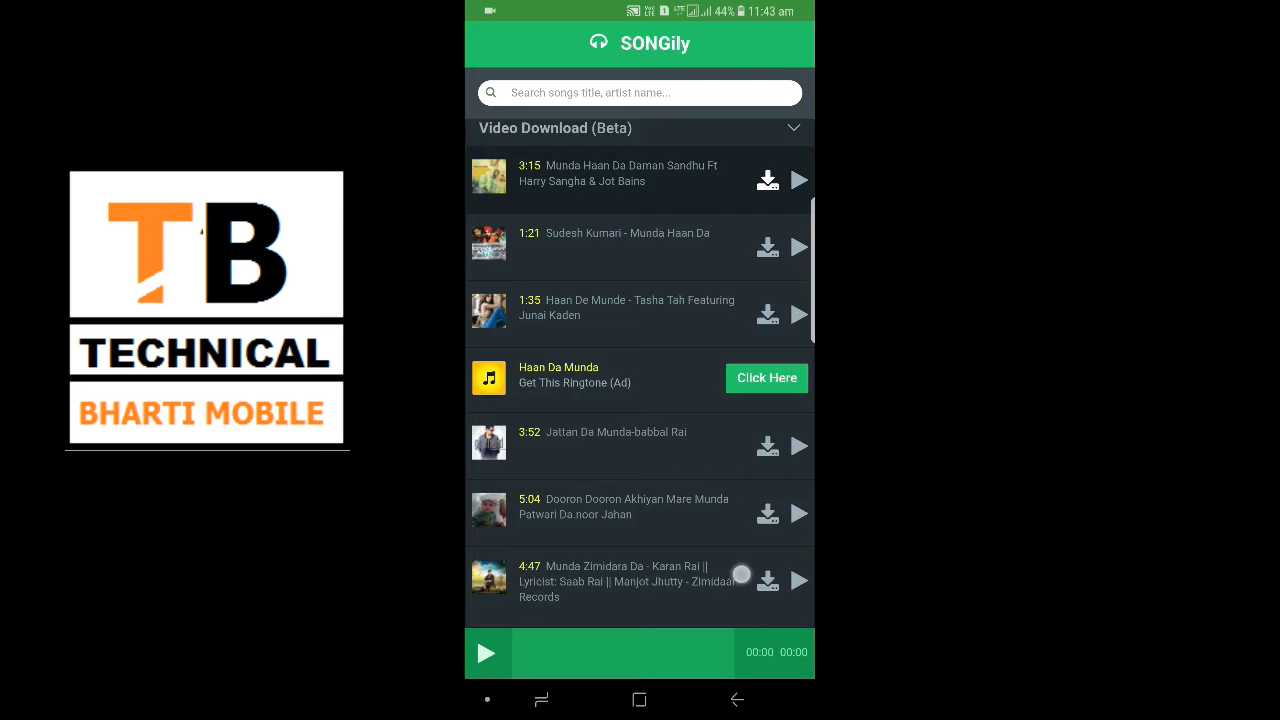 TB
TECHNICAL
BHARTI MOBILE
44% 11:43 am
SONGily
Search songs title, artist name...
Video Download (Beta)
3:15 Munda Haan Da Daman Sandhu Ft
Harry Sangha & Jot Bains
1:21 Sudesh Kumari - Munda Haan Da
1:35 Haan De Munde - Tasha Tah Featuring
Junai Kaden
Haan Da Munda
Get This Ringtone (Ad)
Click Here
3:52 Jattan Da Munda-babbal Rai
5:04 Dooron Dooron Akhiyan Mare Munda
Patwari Da.noor Jahan
4:47 Munda Zimidara Da - Karan Rai ||
Lyricist: Saab Rai || Manjot Jhutty - Zimidaar
Records
00:00 00:00